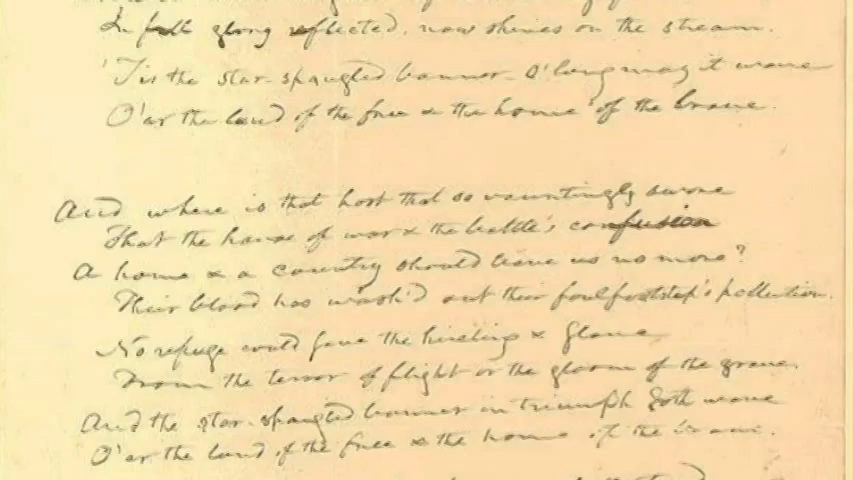 In full glory reflected, now shines on the stream.
'Tis the star-spangled banner- O' long may it wave
O'er the land of the free & the home of the brave.
And where is that host that so vauntingly swore
That the havoc of war & the battle's confusion
A home & a country should leave us no more?
Their blood has wash'd out their foul footstep's pollution.
No refuge could save the hireling & slave
From the terror of flight or the gloom of the grave,
And the star-spangled banner in triumph doth wave
O'er the land of the free & the home of the brave.